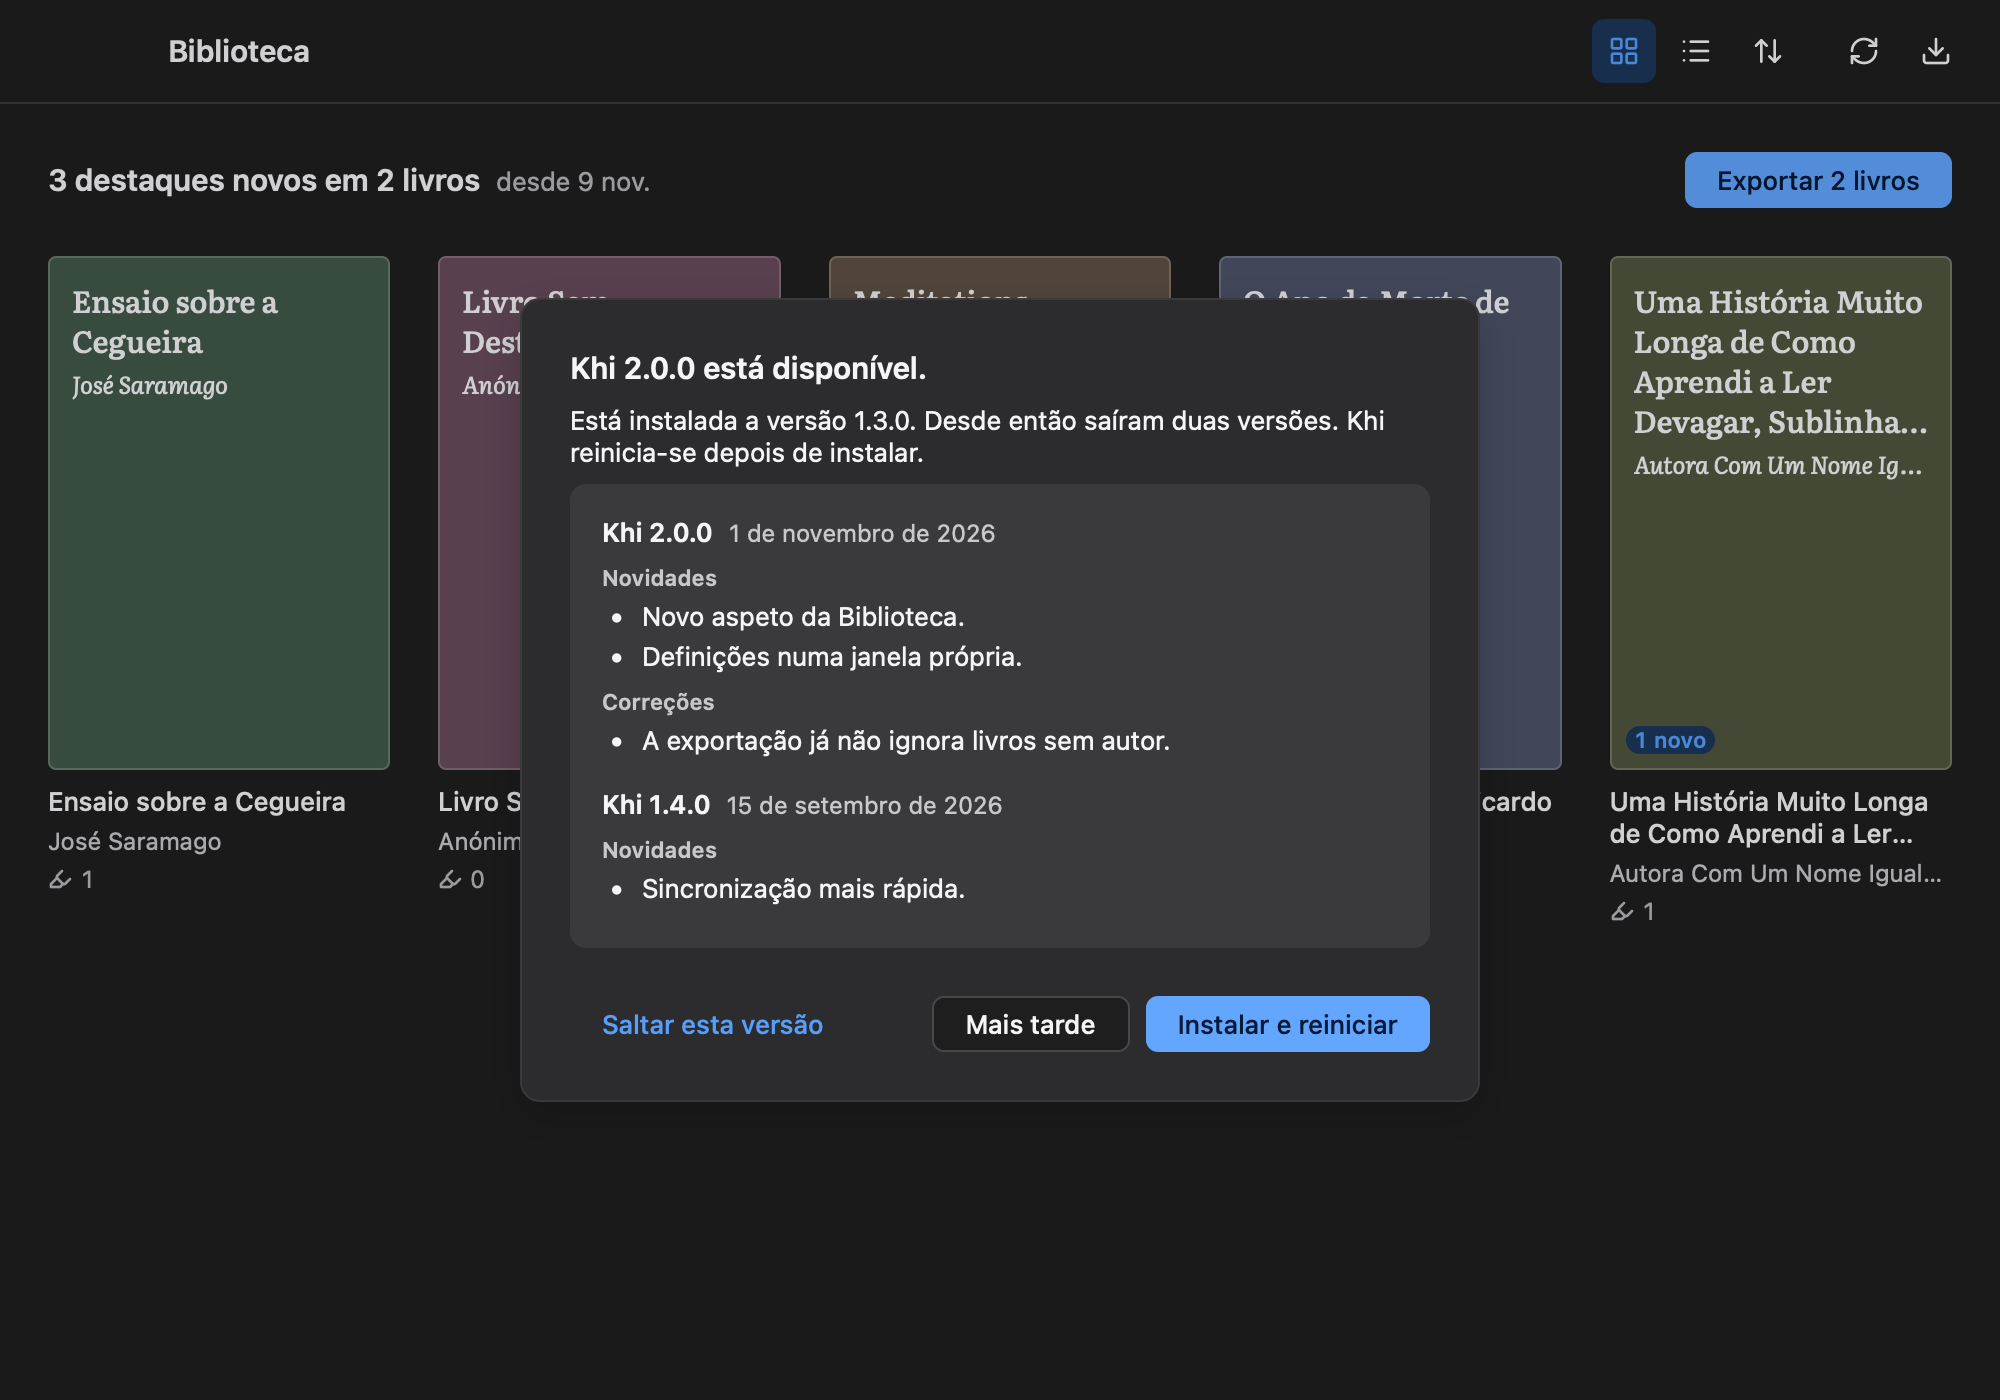 Biblioteca
3 destaques novos em 2 livros desde 9 nov.
Exportar 2 livros
Ensaio sobre a
Cegueira
José Saramago
Uma História Muito
Longa de Como
Aprendi a Ler
Devagar, Sublinha...
Autora Com Um Nome Ig...
1 novo
Khi 2.0.0 está disponível.
Está instalada a versão 1.3.0. Desde então saíram duas versões. Khi
reinicia-se depois de instalar.
Khi 2.0.0 1 de novembro de 2026
Novidades
• Novo aspeto da Biblioteca.
• Definições numa janela própria.
Correções
• A exportação já não ignora livros sem autor.
Khi 1.4.0 15 de setembro de 2026
Novidades
• Sincronização mais rápida.
Saltar esta versão
Mais tarde
Instalar e reiniciar
Ensaio sobre a Cegueira
José Saramago
1
Livro
0
Uma História Muito Longa
de Como Aprendi a Ler...
Autora Com Um Nome Igual...
1